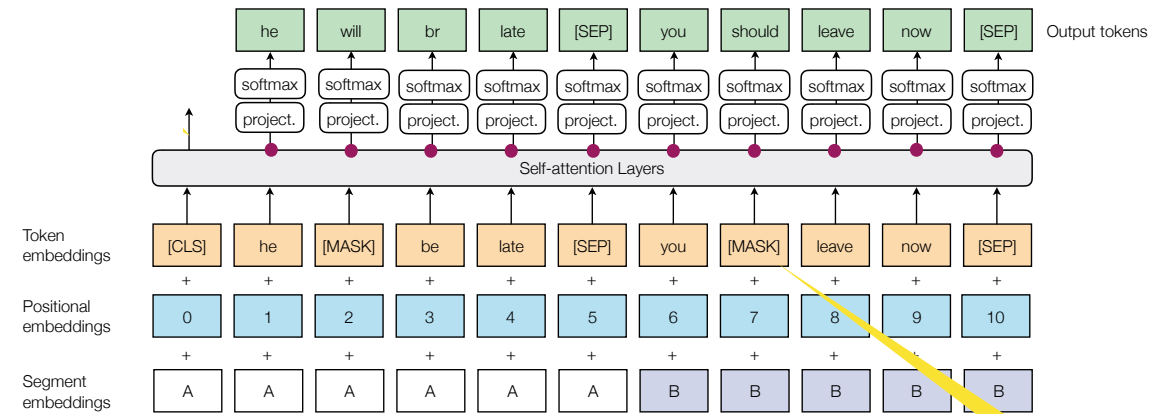 he will br late [SEP] you should leave now [SEP] Output tokens
softmax softmax softmax softmax softmax softmax softmax softmax softmax softmax
project. project. project. project. project. project. project. project. project. project.
Self-attention Layers
Token
embeddings
[CLS] he [MASK] be late [SEP] you [MASK] leave now [SEP]
+ + + + + + + + + + +
Positional
embeddings
0 1 2 3 4 5 6 7 8 9 10
+ + + + + + + + + + +
Segment
embeddings
A A A A A A B B B B B